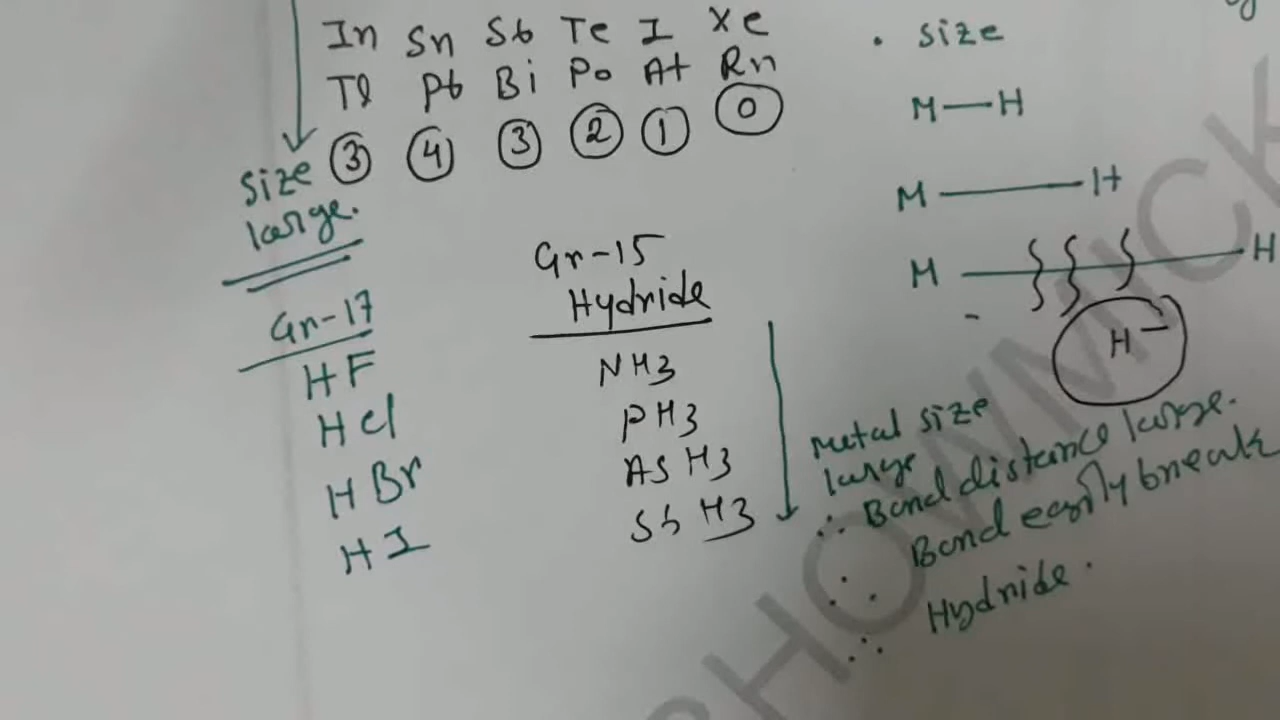 In Sn Sb Te I Xe
Tl Pb Bi Po At Rn
3 4 3 2 1 0
size
large.
Gr-17
HF
HCl
HBr
HI
Gr-15
Hydride
NH3
PH3
AsH3
SbH3
• size
M—H
M—H
M—H
H−
Metal size
large
∴ Bond distance large.
∴ Bond easily break
∴ Hydride.
HOWMICK